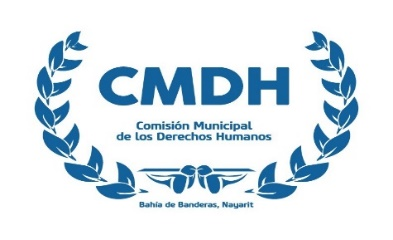 CMDH
Comisión Municipal
de los Derechos Humanos
Bahía de Banderas, Nayarit